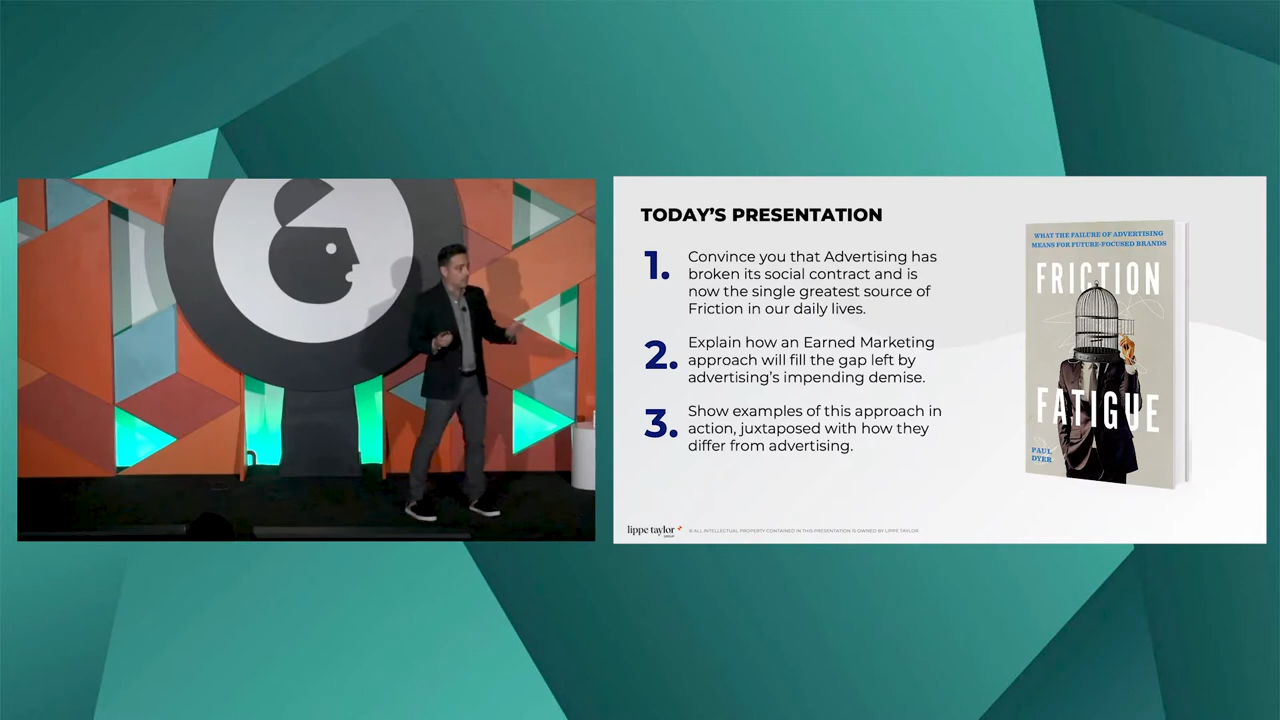 TODAY'S PRESENTATION
1. Convince you that Advertising has
broken its social contract and is
now the single greatest source of
Friction in our daily lives.
2. Explain how an Earned Marketing
approach will fill the gap left by
advertising's impending demise.
3. Show examples of this approach in
action, juxtaposed with how they
differ from advertising.
WHAT THE FAILURE OF ADVERTISING
MEANS FOR FUTURE-FOCUSED BRANDS
FRICTION
FATIGUE
PAUL
DYER
lippe taylor
GROUP
© ALL INTELLECTUAL PROPERTY CONTAINED IN THIS PRESENTATION IS OWNED BY LIPPE TAYLOR